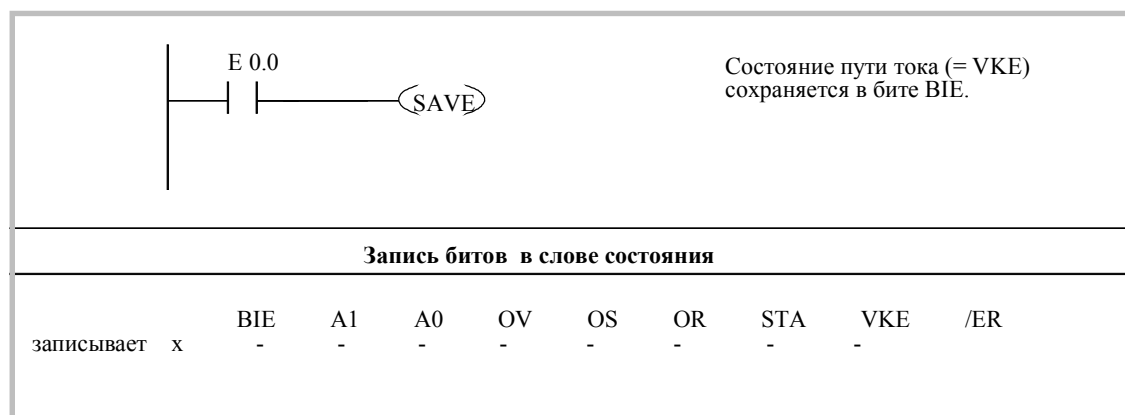 E 0.0
SAVE
Состояние пути тока (= VKE)
сохраняется в бите BIE.
Запись битов в слове состояния
BIE A1 A0 OV OS OR STA VKE /ER
записывает x - - - - - - - -